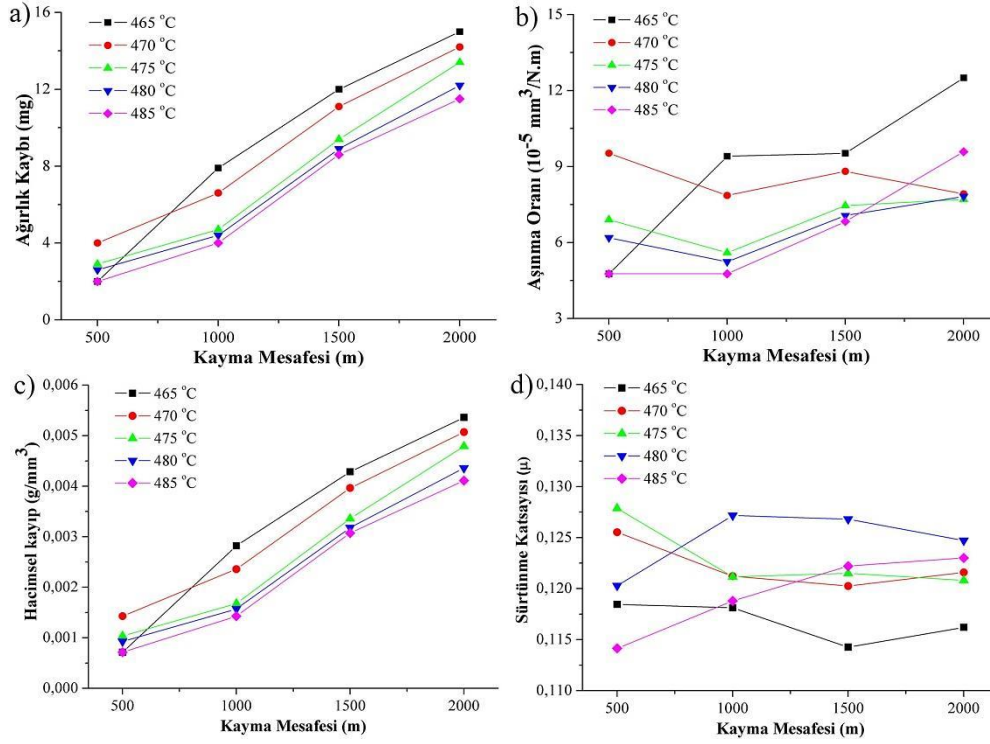 a)
465 °C
470 °C
475 °C
480 °C
485 °C
Ağırlık Kaybı (mg)
16
12
8
4
0
500 1000 1500 2000
Kayma Mesafesi (m)
b)
465 °C
470 °C
475 °C
480 °C
485 °C
Aşınma Oranı (10⁻⁵ mm³/N.m)
15
12
9
6
3
500 1000 1500 2000
Kayma Mesafesi (m)
c)
465 °C
470 °C
475 °C
480 °C
485 °C
Hacimsel kayıp (g/mm³)
0,006
0,005
0,004
0,003
0,002
0,001
0,000
500 1000 1500 2000
Kayma Mesafesi (m)
d)
465 °C
470 °C
475 °C
480 °C
485 °C
Sürtünme Katsayısı (μ)
0,140
0,135
0,130
0,125
0,120
0,115
0,110
500 1000 1500 2000
Kayma Mesafesi (m)